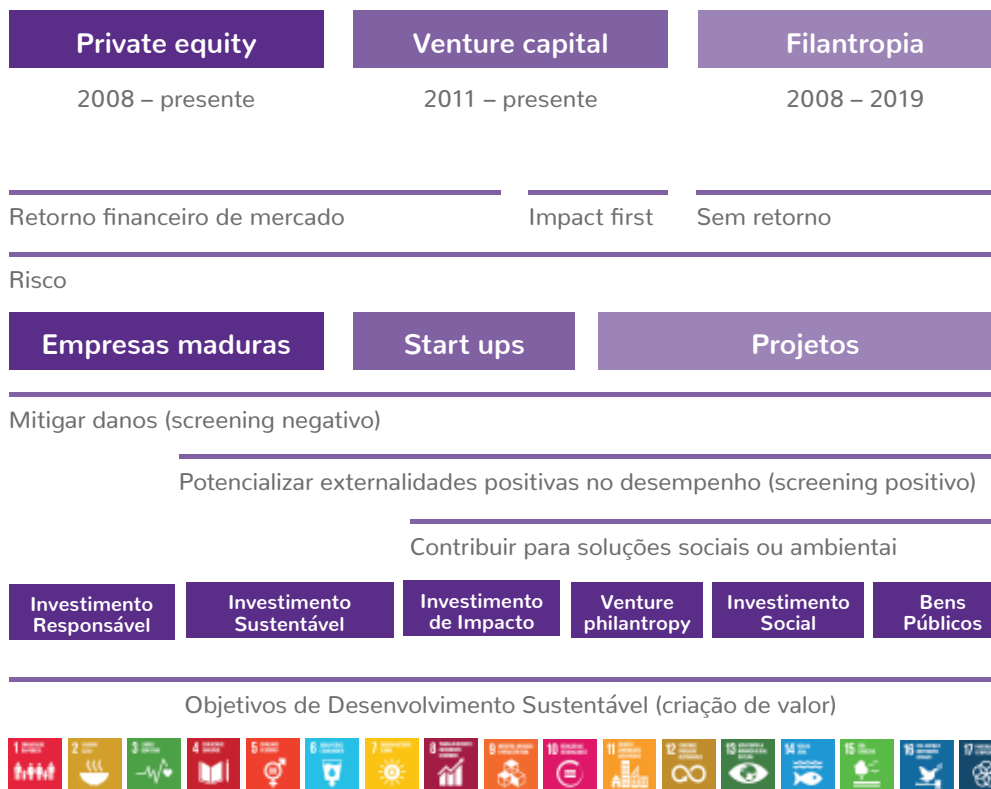 Private equity
Venture capital
Filantropia
2008 – presente
2011 – presente
2008 – 2019
Retorno financeiro de mercado
Impact first
Sem retorno
Risco
Empresas maduras
Start ups
Projetos
Mitigar danos (screening negativo)
Potencializar externalidades positivas no desempenho (screening positivo)
Contribuir para soluções sociais ou ambientai
Investimento
Responsável
Investimento
Sustentável
Investimento
de Impacto
Venture
philantropy
Investimento
Social
Bens
Públicos
Objetivos de Desenvolvimento Sustentável (criação de valor)
1
2
3
4
5
6
7
8
9
10
11
12
13
14
15
16
17